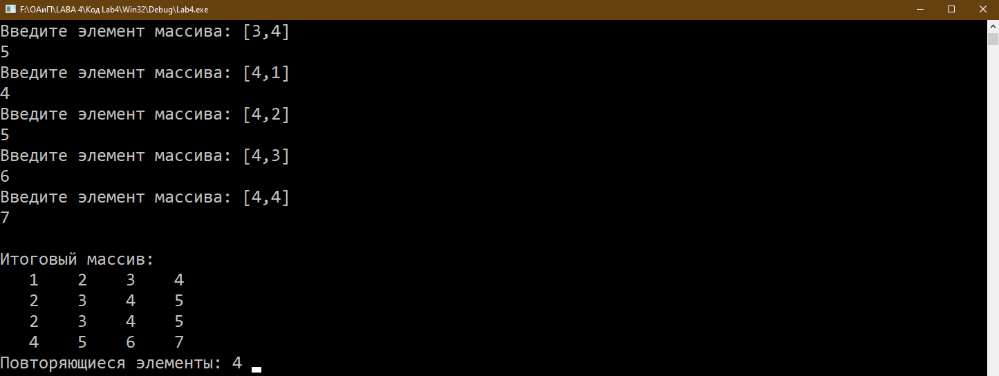 F:\ОАиП\LABA 4\Код Lab4\Win32\Debug\Lab4.exe
Введите элемент массива: [3,4]
5
Введите элемент массива: [4,1]
4
Введите элемент массива: [4,2]
5
Введите элемент массива: [4,3]
6
Введите элемент массива: [4,4]
7
Итоговый массив:
1 2 3 4
2 3 4 5
2 3 4 5
4 5 6 7
Повторяющиеся элементы: 4